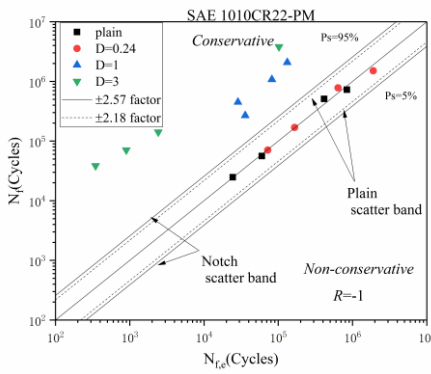 SAE 1010CR22-PM
10⁷
10⁶
10⁵
10⁴
10³
10²
N_f(Cycles)
plain
D=0.24
D=1
D=3
±2.57 factor
±2.18 factor
Conservative
Ps=95%
Ps=5%
Plain
scatter band
Notch
scatter band
Non-conservative
R=-1
10² 10³ 10⁴ 10⁵ 10⁶ 10
N_f,e(Cycles)